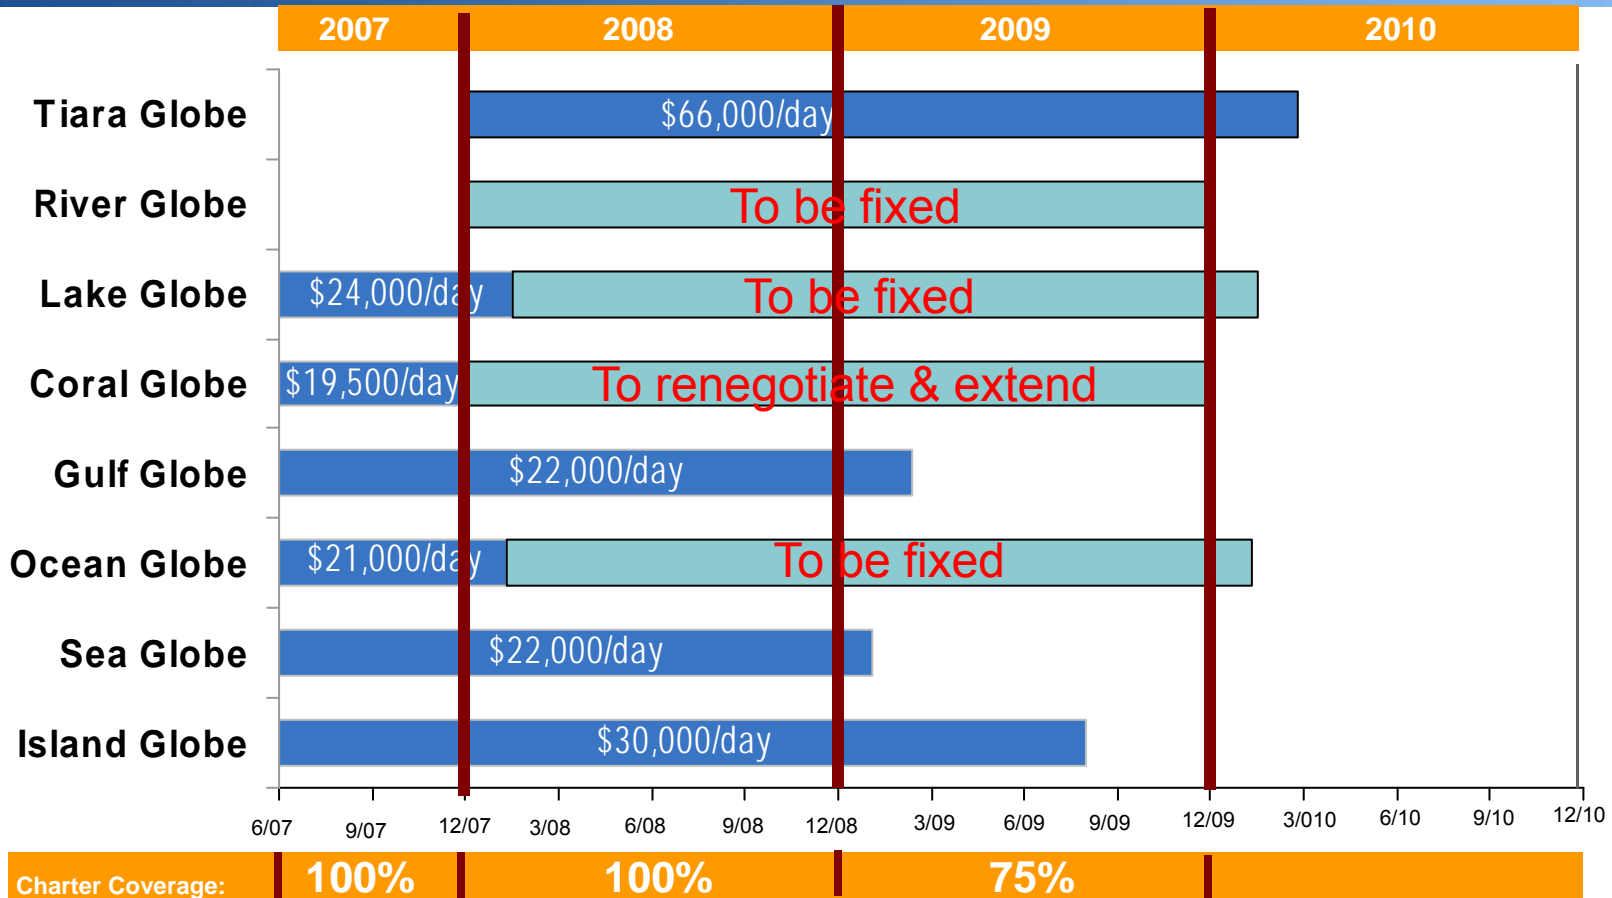 2007 2008 2009 2010
Tiara Globe $66,000/day
River Globe To be fixed
Lake Globe $24,000/day To be fixed
Coral Globe $19,500/day To renegotiate & extend
Gulf Globe $22,000/day
Ocean Globe $21,000/day To be fixed
Sea Globe $22,000/day
Island Globe $30,000/day
6/07 9/07 12/07 3/08 6/08 9/08 12/08 3/09 6/09 9/09 12/09 3/010 6/10 9/10 12/10
Charter Coverage: 100% 100% 75%